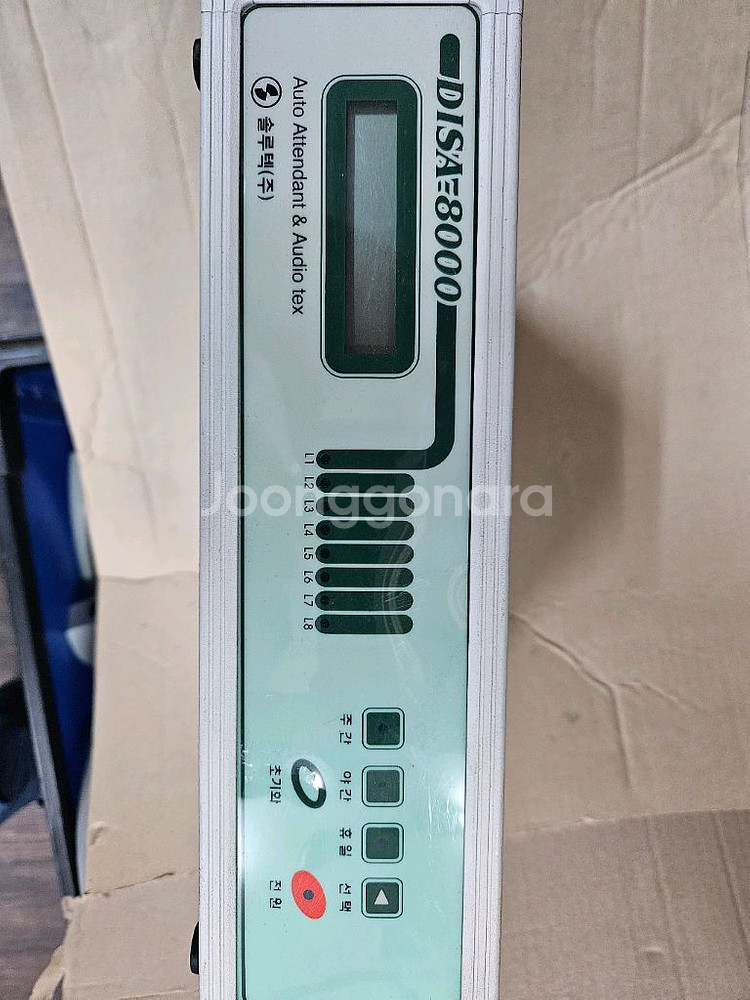 DISA-8000
Auto Attendant & Audio tex
솔루텍(주)
L1 L2 L3 L4 L5 L6 L7 L8
주간 야간 휴일 선택
초기화 전원
Joonggonara